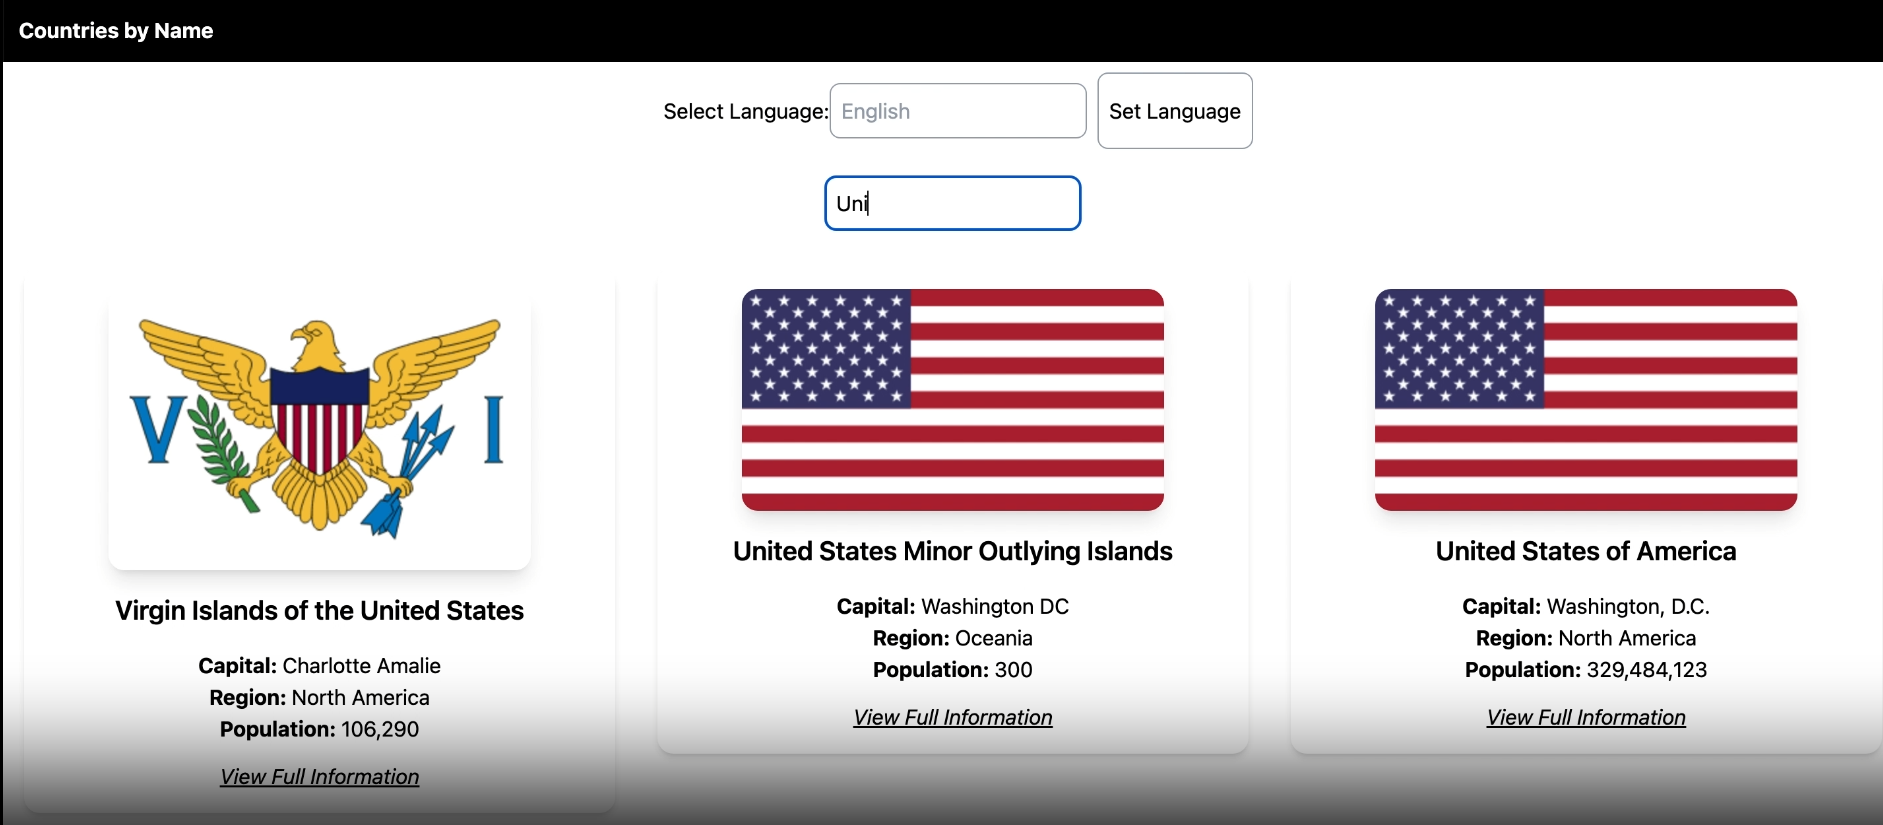 Countries by Name
Select Language: English Set Language
Uni
V I
Virgin Islands of the United States
Capital: Charlotte Amalie
Region: North America
Population: 106,290
View Full Information
United States Minor Outlying Islands
Capital: Washington DC
Region: Oceania
Population: 300
View Full Information
United States of America
Capital: Washington, D.C.
Region: North America
Population: 329,484,123
View Full Information